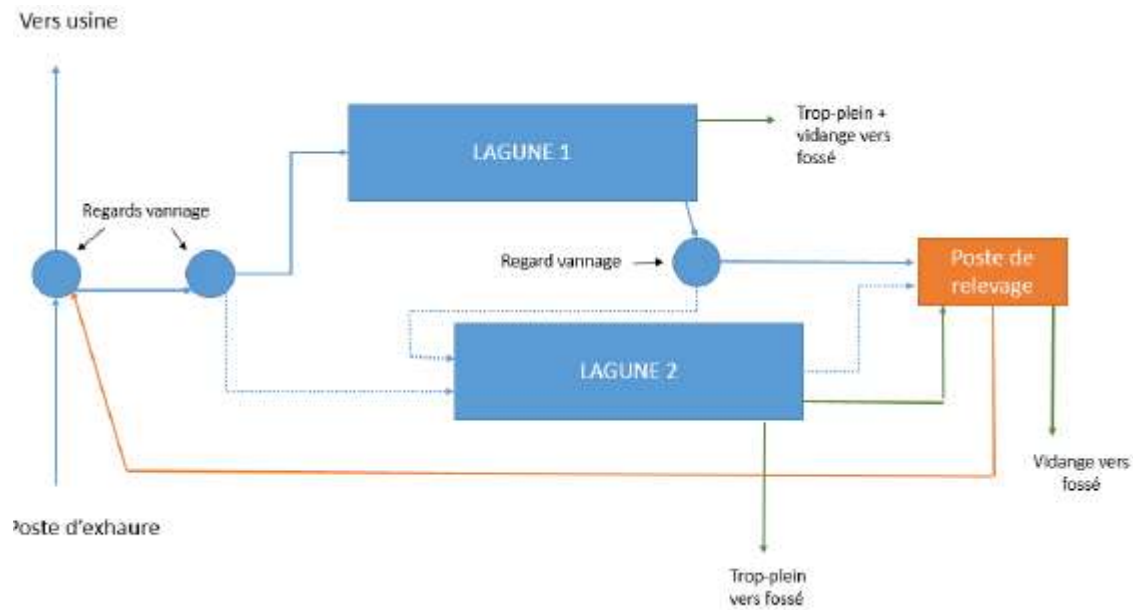 Vers usine
Trop-plein +
vidange vers
fossé
LAGUNE 1
Regards vannage
Regard vannage
Poste de
relevage
LAGUNE 2
Vidange vers
fossé
Poste d'exhaure
Trop-plein
vers fossé